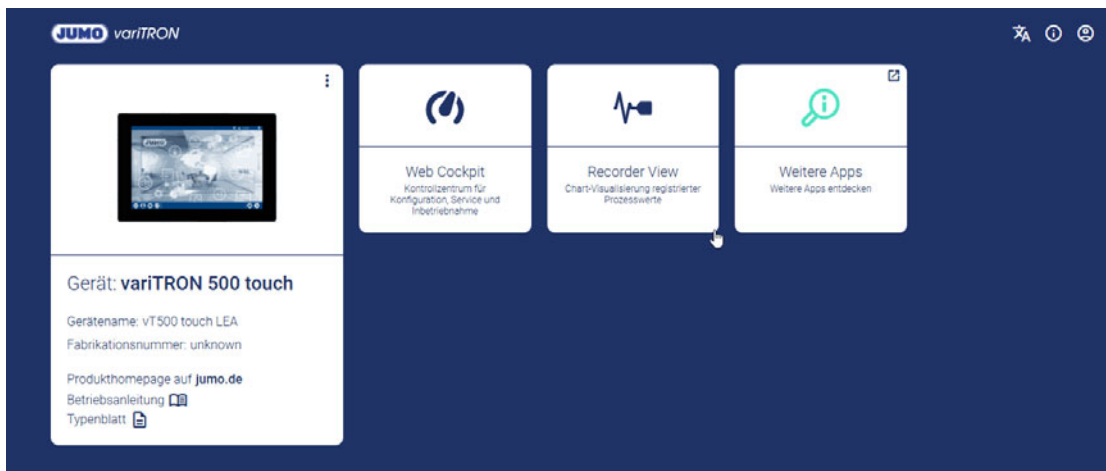 JUMO variTRON
JUMO
Gerät: variTRON 500 touch
Gerätename: vT500 touch LEA
Fabrikationsnummer: unknown
Produkthomepage auf jumo.de
Betriebsanleitung
Typenblatt
Web Cockpit
Kontrollzentrum für
Konfiguration, Service und
Inbetriebnahme
Recorder View
Chart-Visualisierung registrierter
Prozesswerte
Weitere Apps
Weitere Apps entdecken